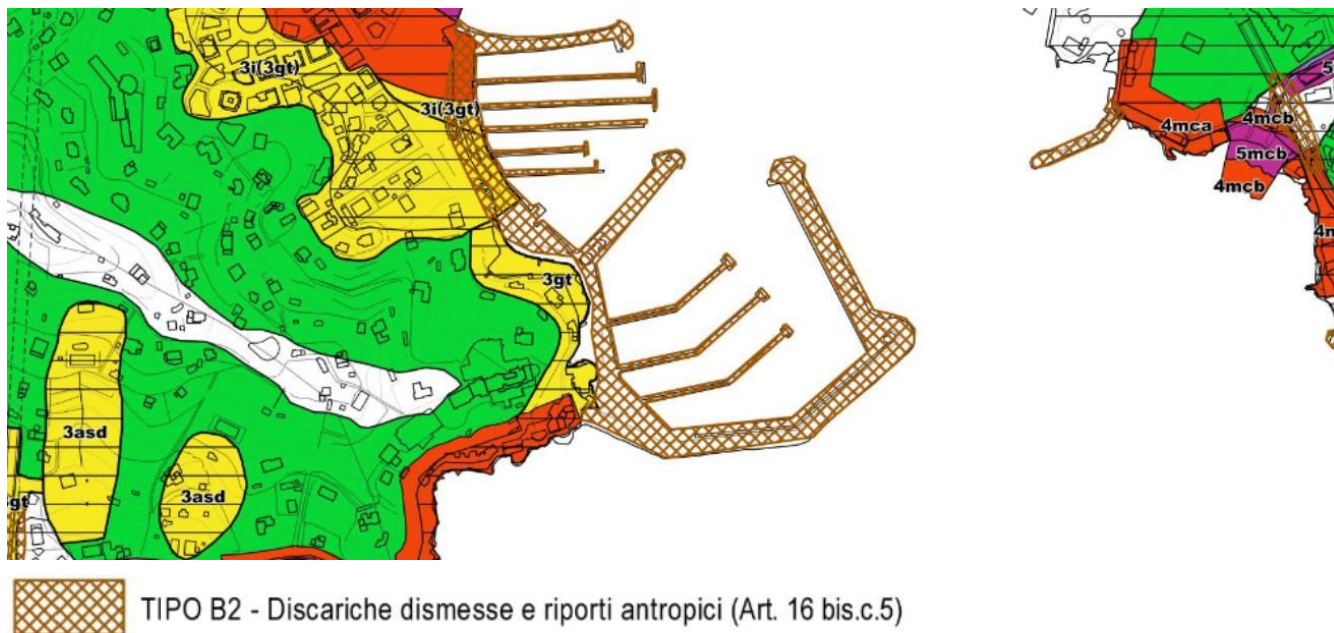 3i(3gt)
3i(3gt)
4mca
4mcb
5mcb
4mcb
3gt
3asd
3asd
gt
TIPO B2 - Discariche dismesse e riporti antropici (Art. 16 bis.c.5)